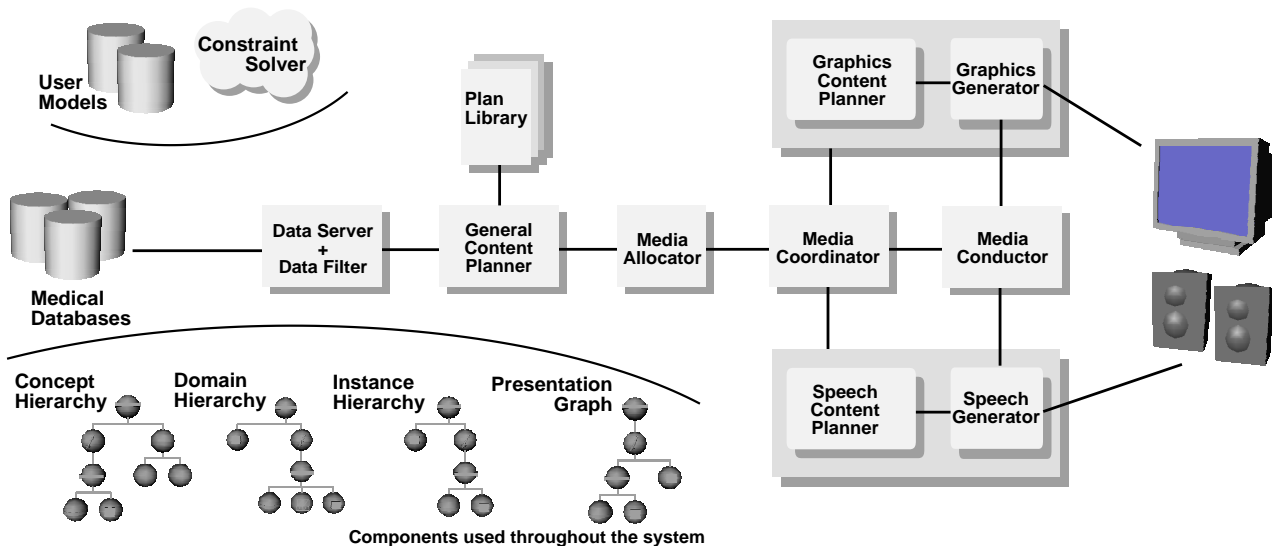 User
Models
Constraint
Solver
Plan
Library
Graphics
Content
Planner
Graphics
Generator
Medical
Databases
Data Server
+
Data Filter
General
Content
Planner
Media
Allocator
Media
Coordinator
Media
Conductor
Speech
Content
Planner
Speech
Generator
Concept
Hierarchy
Domain
Hierarchy
Instance
Hierarchy
Presentation
Graph
Components used throughout the system